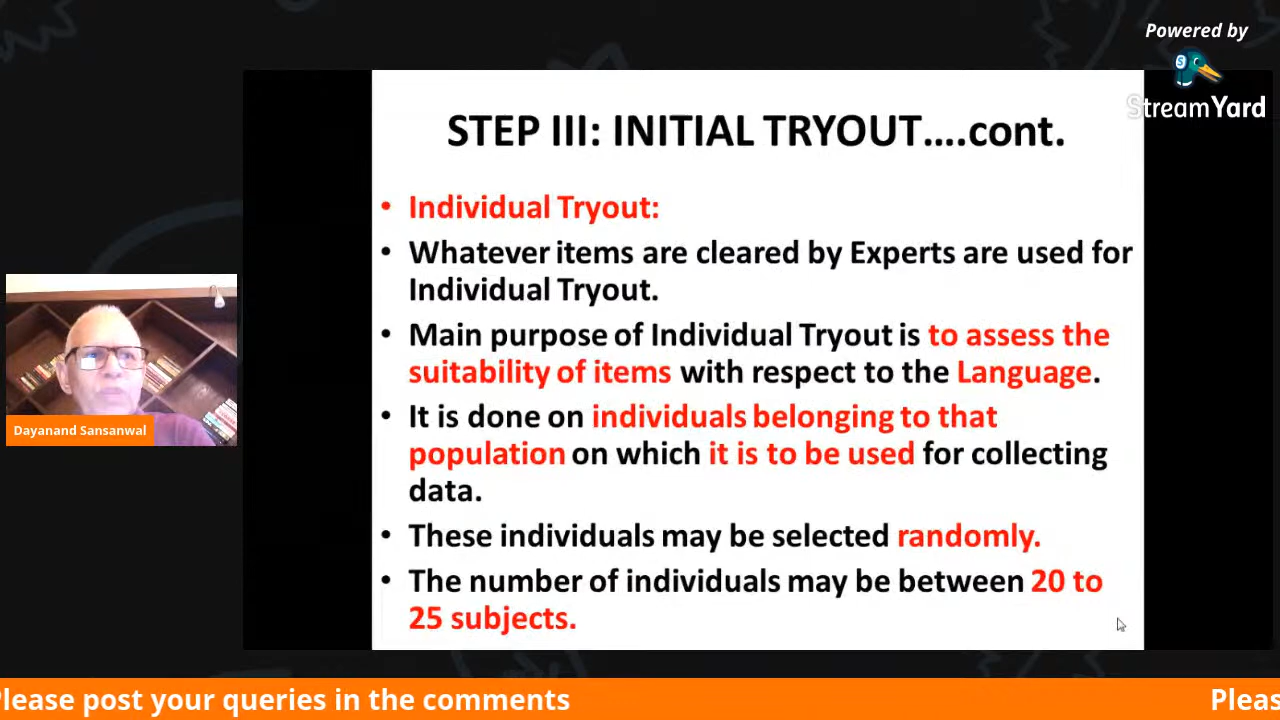 Powered by
StreamYard
STEP III: INITIAL TRYOUT....cont.
• Individual Tryout:
• Whatever items are cleared by Experts are used for
Individual Tryout.
• Main purpose of Individual Tryout is to assess the
suitability of items with respect to the Language.
• It is done on individuals belonging to that
population on which it is to be used for collecting
data.
• These individuals may be selected randomly.
• The number of individuals may be between 20 to
25 subjects.
Dayanand Sansanwal
Please post your queries in the comments
Pleas